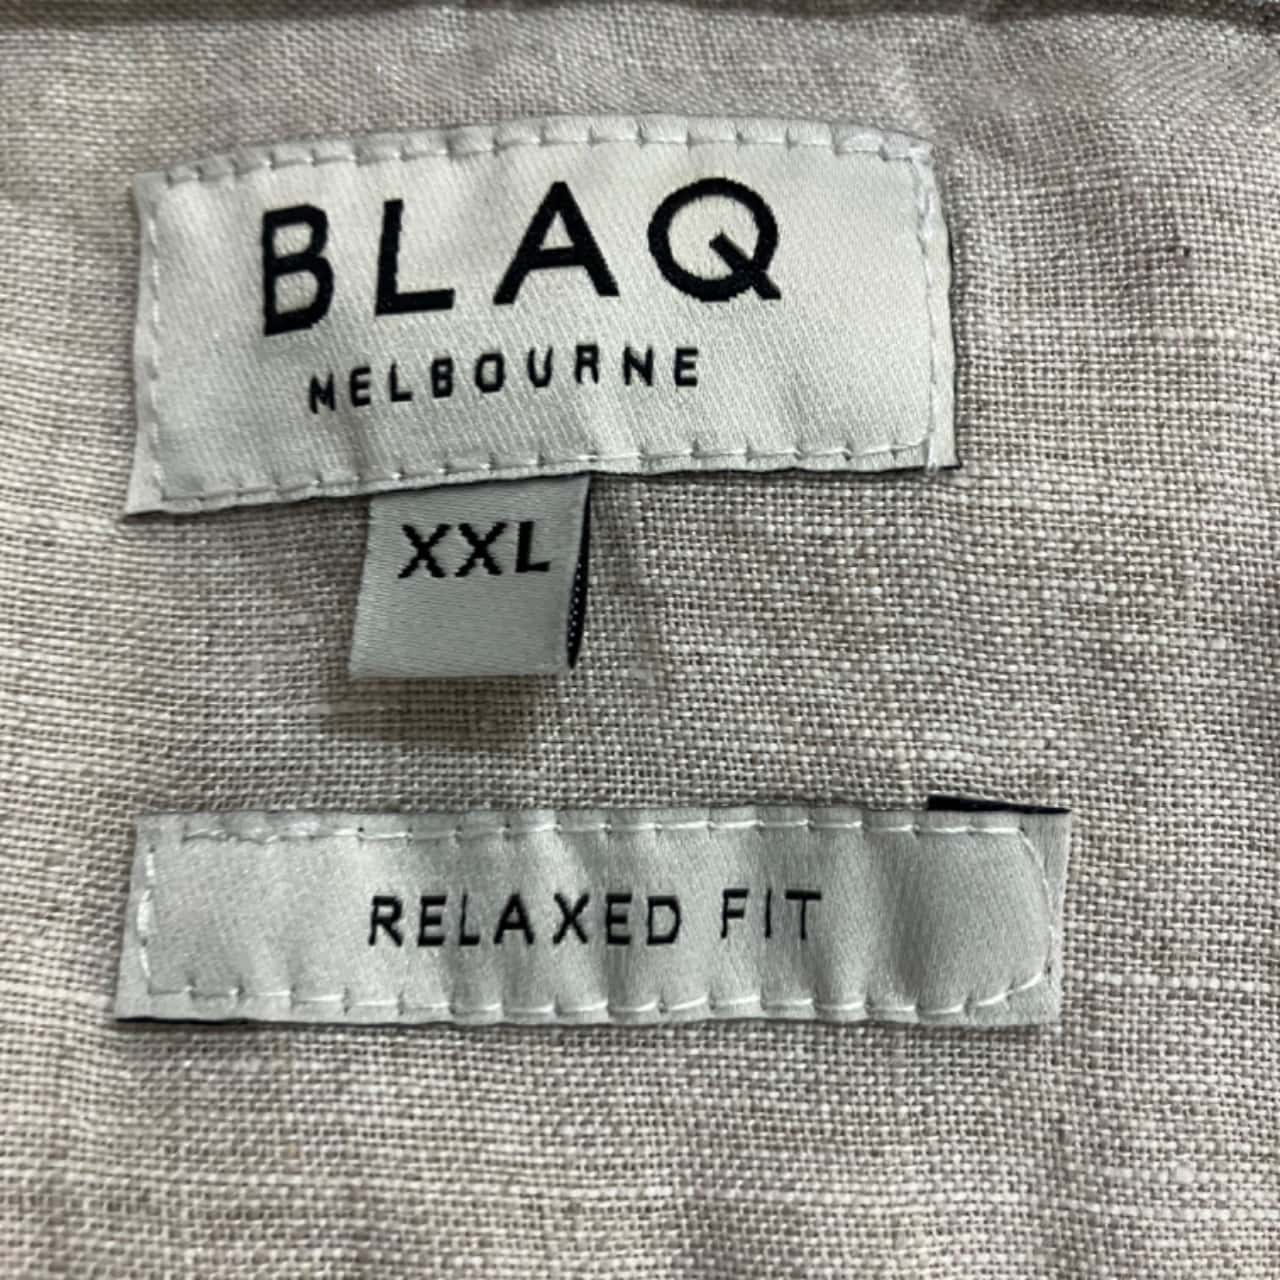 BLAQ
MELBOURNE
XXL
RELAXED FIT